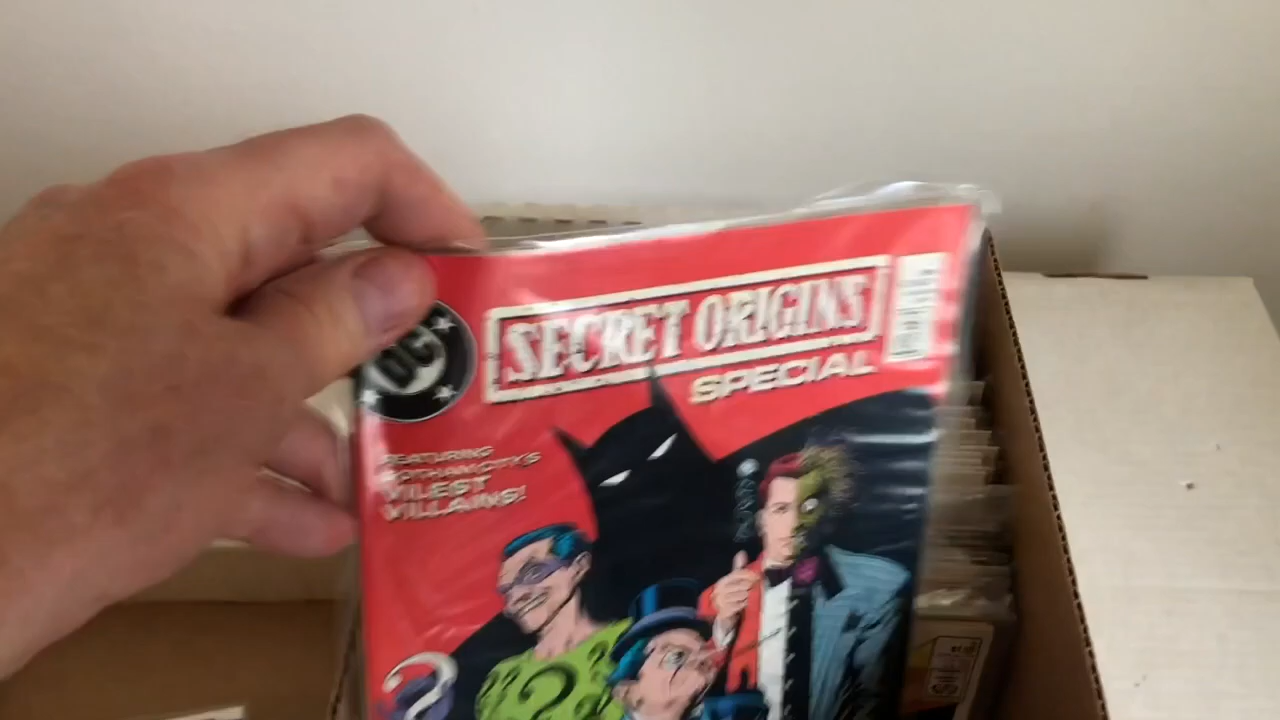 DC
SECRET ORIGINS
SPECIAL
FEATURING
GOTHAM CITY'S
VILEST
VILLAINS!
?
?